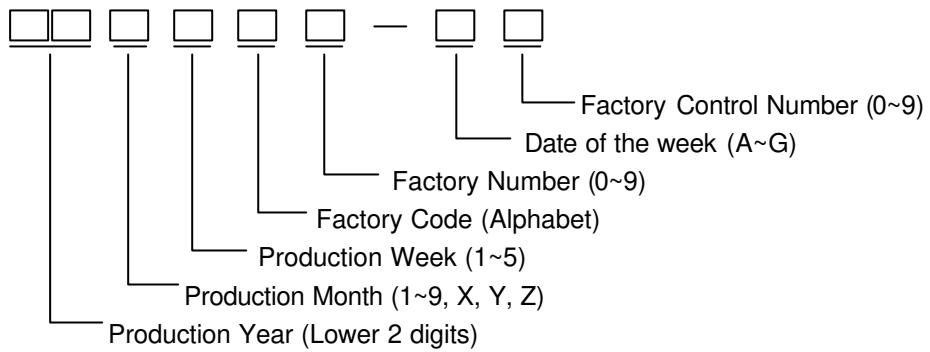 Factory Control Number (0~9)
Date of the week (A~G)
Factory Number (0~9)
Factory Code (Alphabet)
Production Week (1~5)
Production Month (1~9, X, Y, Z)
Production Year (Lower 2 digits)